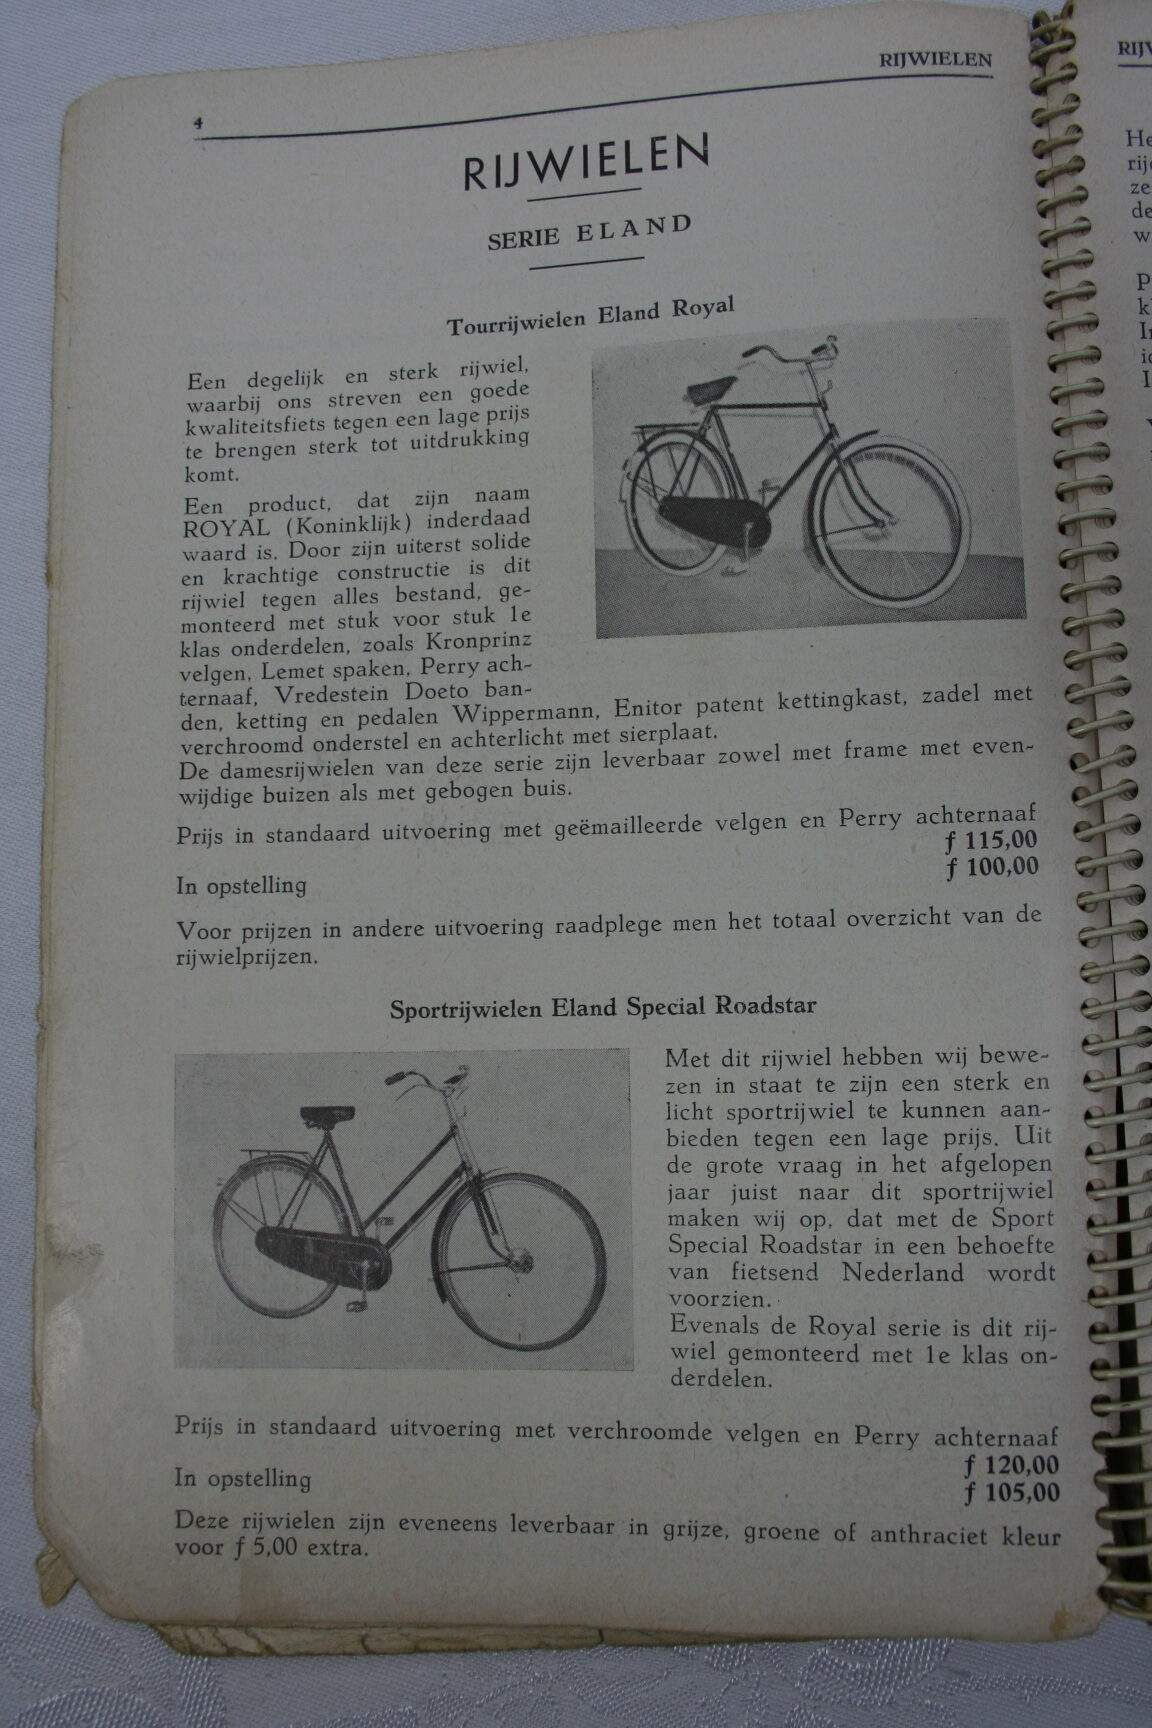 RIJWIELEN
4
RIJWIELEN
SERIE ELAND
Tourrijwielen Eland Royal
Een degelijk en sterk rijwiel,
waarbij ons streven een goede
kwaliteitsfiets tegen een lage prijs
te brengen sterk tot uitdrukking
komt.
Een product, dat zijn naam
ROYAL (Koninklijk) inderdaad
waard is. Door zijn uiterst solide
en krachtige constructie is dit
rijwiel tegen alles bestand, ge-
monteerd met stuk voor stuk 1e
klas onderdelen, zoals Kronprinz
velgen, Lemet spaken, Perry ach-
ternaaf, Vredestein Doeto ban-
den, ketting en pedalen Wippermann, Enitor patent kettingkast, zadel met
verchroomd onderstel en achterlicht met sierplaat.
De damesrijwielen van deze serie zijn leverbaar zowel met frame met even-
wijdige buizen als met gebogen buis.
Prijs in standaard uitvoering met geëmailleerde velgen en Perry achternaaf
f 115,00
In opstelling f 100,00
Voor prijzen in andere uitvoering raadplege men het totaal overzicht van de
rijwielprijzen.
Sportrijwielen Eland Special Roadstar
Met dit rijwiel hebben wij bewe-
zen in staat te zijn een sterk en
licht sportrijwiel te kunnen aan-
bieden tegen een lage prijs. Uit
de grote vraag in het afgelopen
jaar juist naar dit sportrijwiel
maken wij op, dat met de Sport
Special Roadstar in een behoefte
van fietsend Nederland wordt
voorzien.
Evenals de Royal serie is dit rij-
wiel gemonteerd met 1e klas on-
derdelen.
Prijs in standaard uitvoering met verchroomde velgen en Perry achternaaf
f 120,00
In opstelling f 105,00
Deze rijwielen zijn eveneens leverbaar in grijze, groene of anthraciet kleur
voor f 5,00 extra.